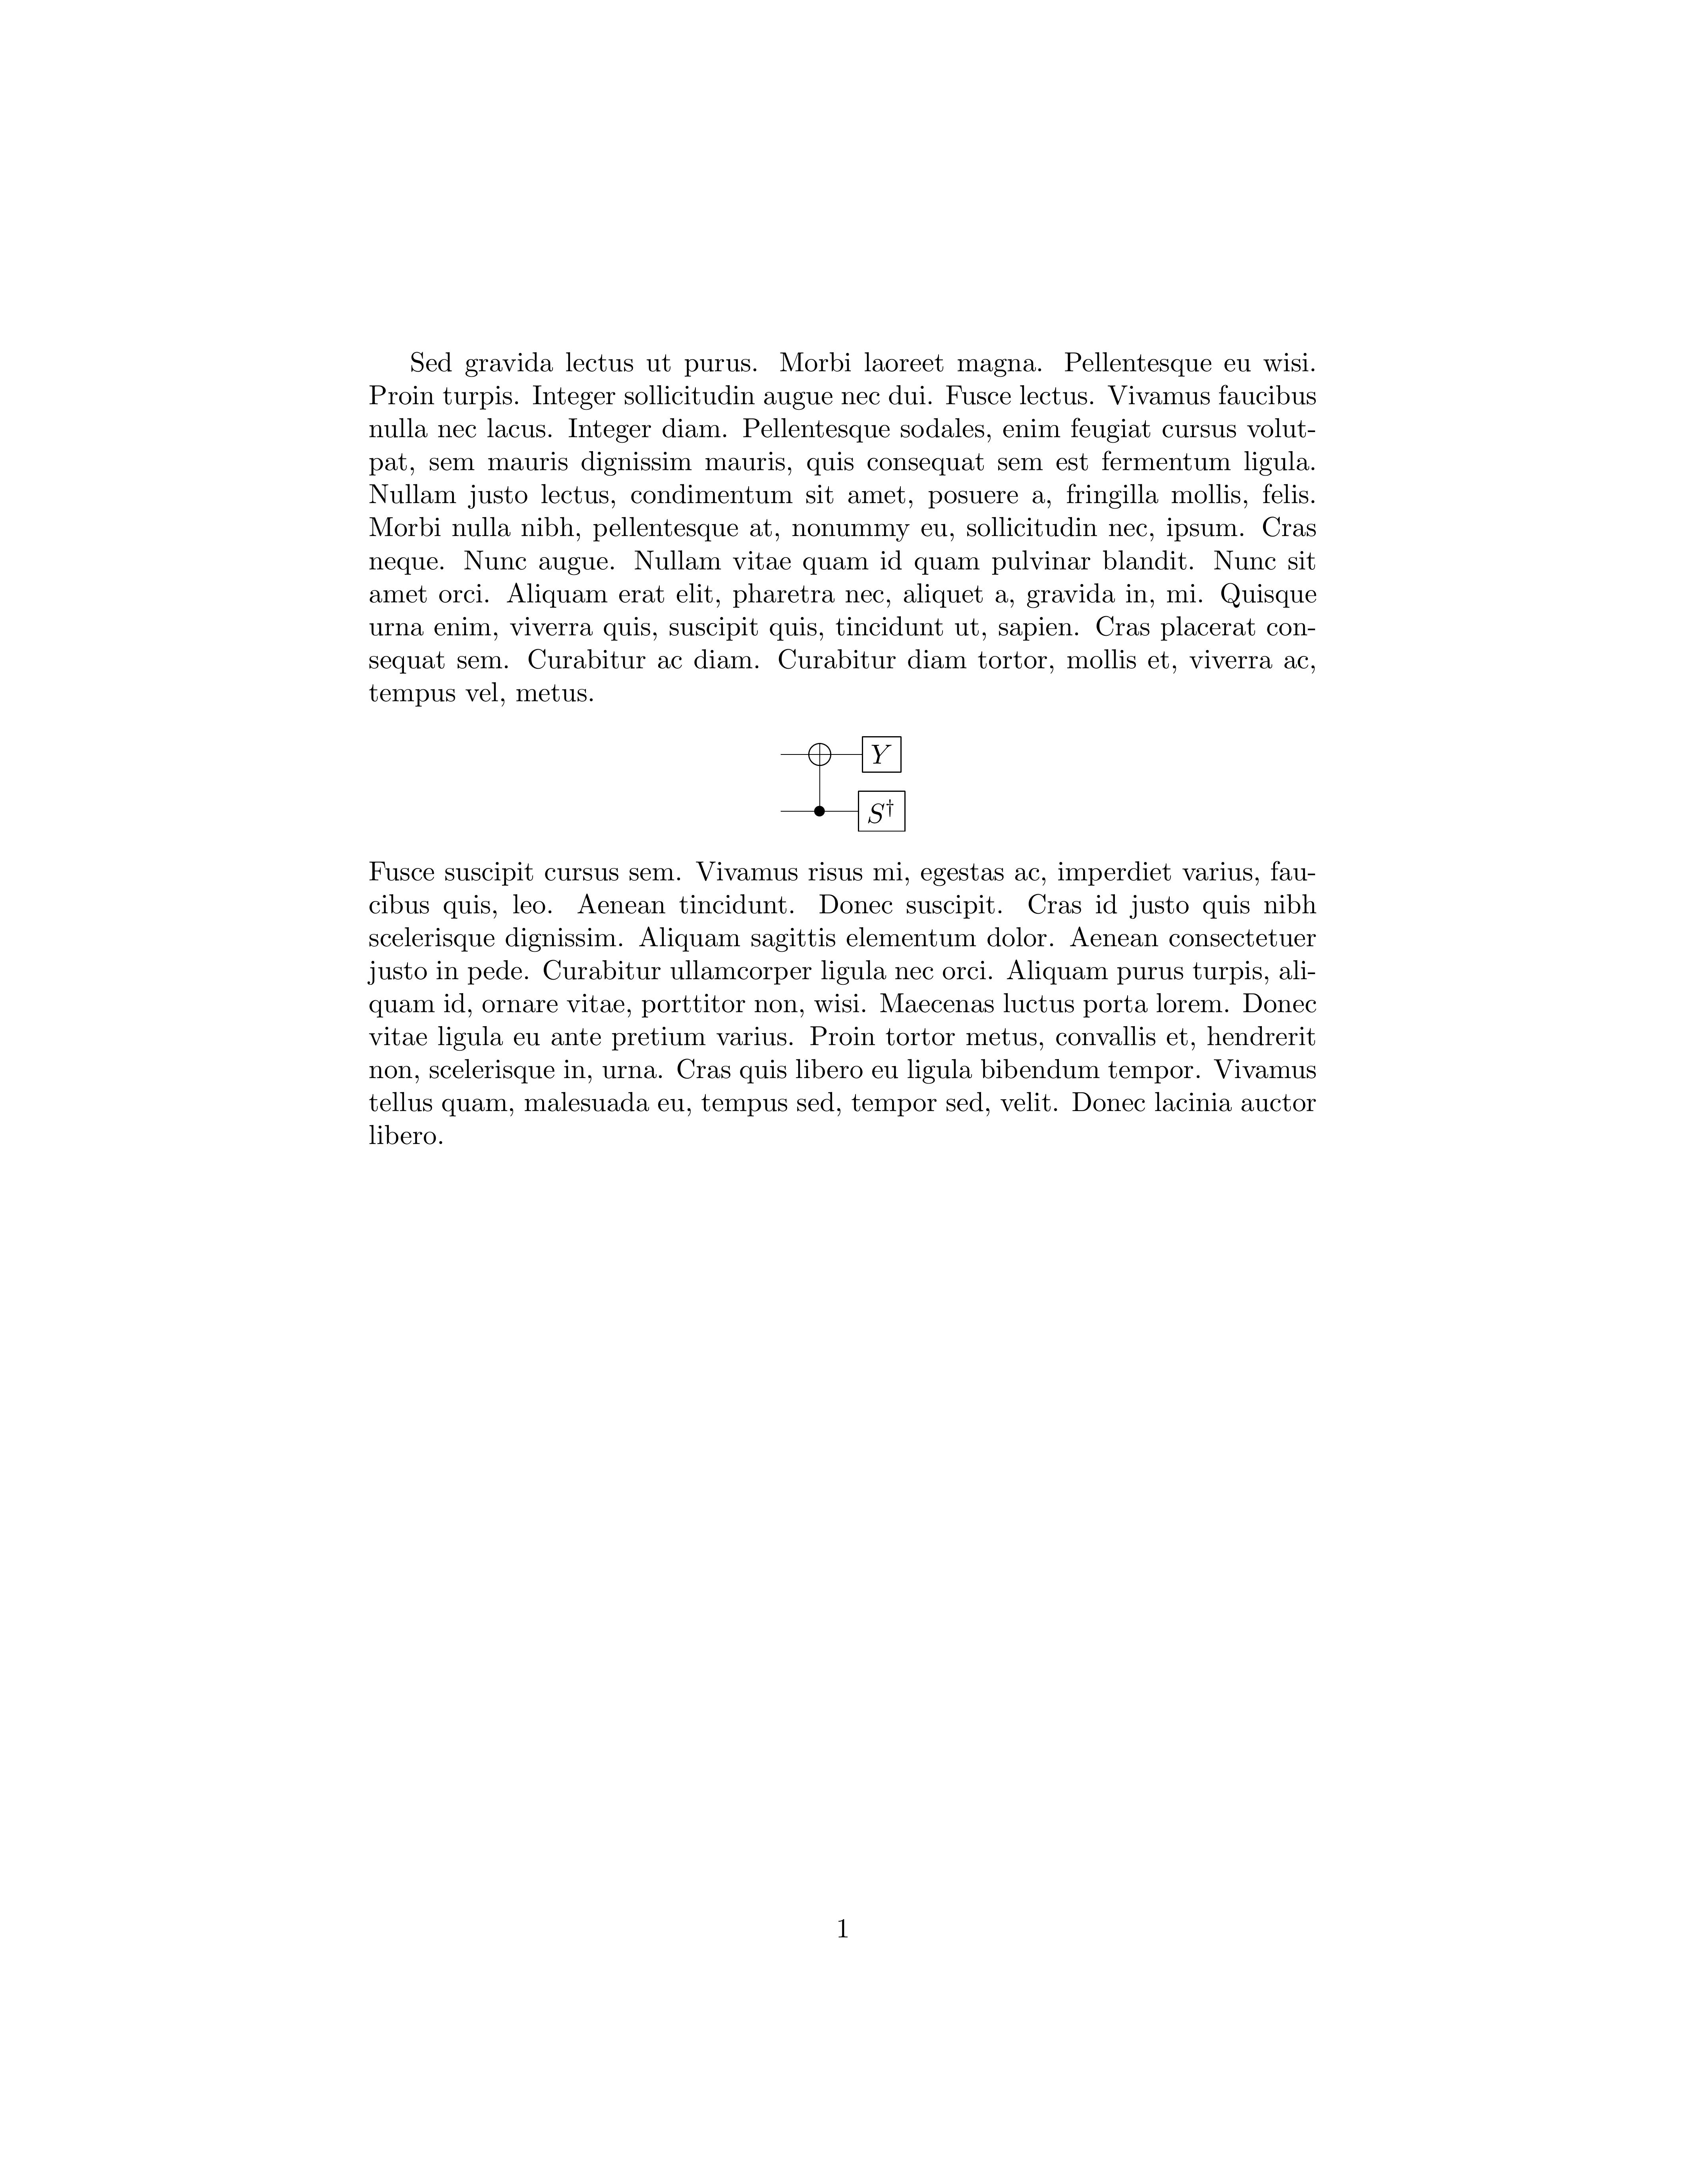 Sed gravida lectus ut purus. Morbi laoreet magna. Pellentesque eu wisi.
Proin turpis. Integer sollicitudin augue nec dui. Fusce lectus. Vivamus faucibus
nulla nec lacus. Integer diam. Pellentesque sodales, enim feugiat cursus volut-
pat, sem mauris dignissim mauris, quis consequat sem est fermentum ligula.
Nullam justo lectus, condimentum sit amet, posuere a, fringilla mollis, felis.
Morbi nulla nibh, pellentesque at, nonummy eu, sollicitudin nec, ipsum. Cras
neque. Nunc augue. Nullam vitae quam id quam pulvinar blandit. Nunc sit
amet orci. Aliquam erat elit, pharetra nec, aliquet a, gravida in, mi. Quisque
urna enim, viverra quis, suscipit quis, tincidunt ut, sapien. Cras placerat con-
sequat sem. Curabitur ac diam. Curabitur diam tortor, mollis et, viverra ac,
tempus vel, metus.
Y
S†
Fusce suscipit cursus sem. Vivamus risus mi, egestas ac, imperdiet varius, fau-
cibus quis, leo. Aenean tincidunt. Donec suscipit. Cras id justo quis nibh
scelerisque dignissim. Aliquam sagittis elementum dolor. Aenean consectetuer
justo in pede. Curabitur ullamcorper ligula nec orci. Aliquam purus turpis, ali-
quam id, ornare vitae, porttitor non, wisi. Maecenas luctus porta lorem. Donec
vitae ligula eu ante pretium varius. Proin tortor metus, convallis et, hendrerit
non, scelerisque in, urna. Cras quis libero eu ligula bibendum tempor. Vivamus
tellus quam, malesuada eu, tempus sed, tempor sed, velit. Donec lacinia auctor
libero.
1